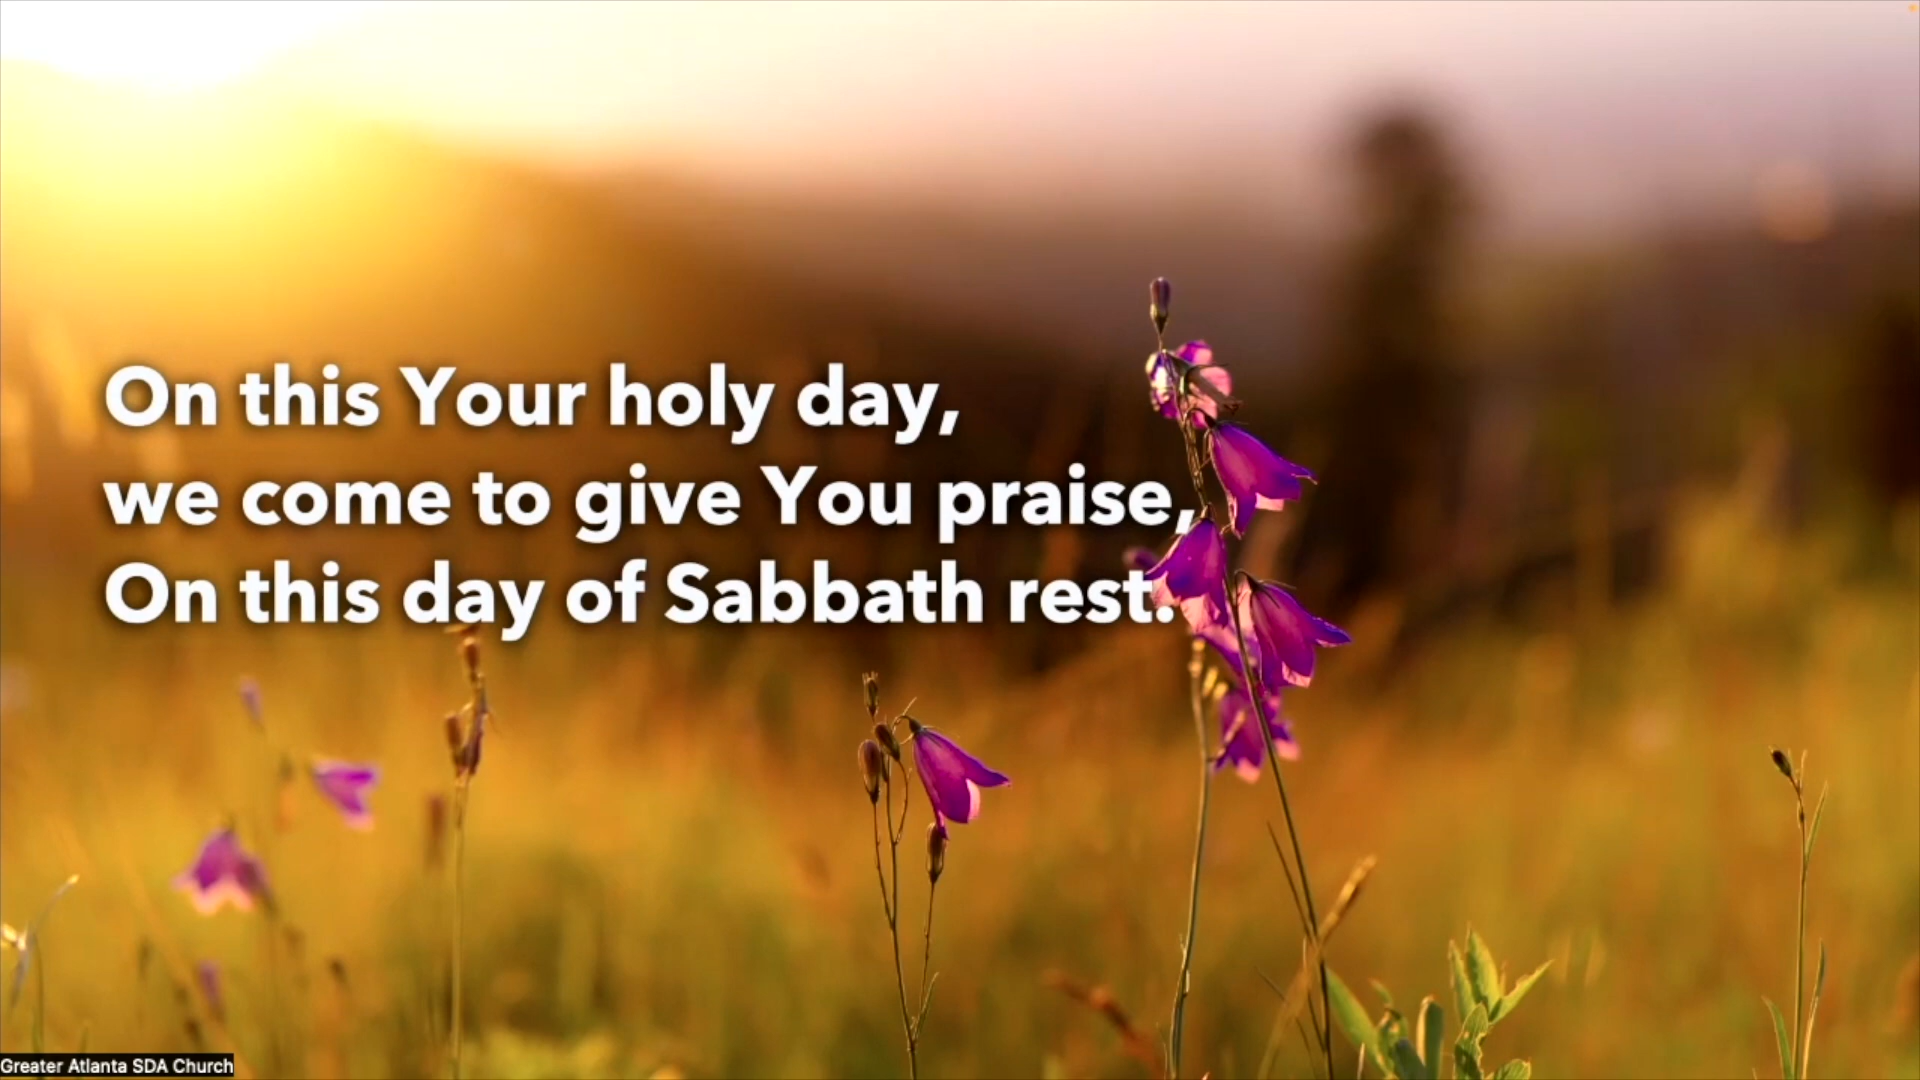 On this Your holy day,
we come to give You praise,
On this day of Sabbath rest.
Greater Atlanta SDA Church